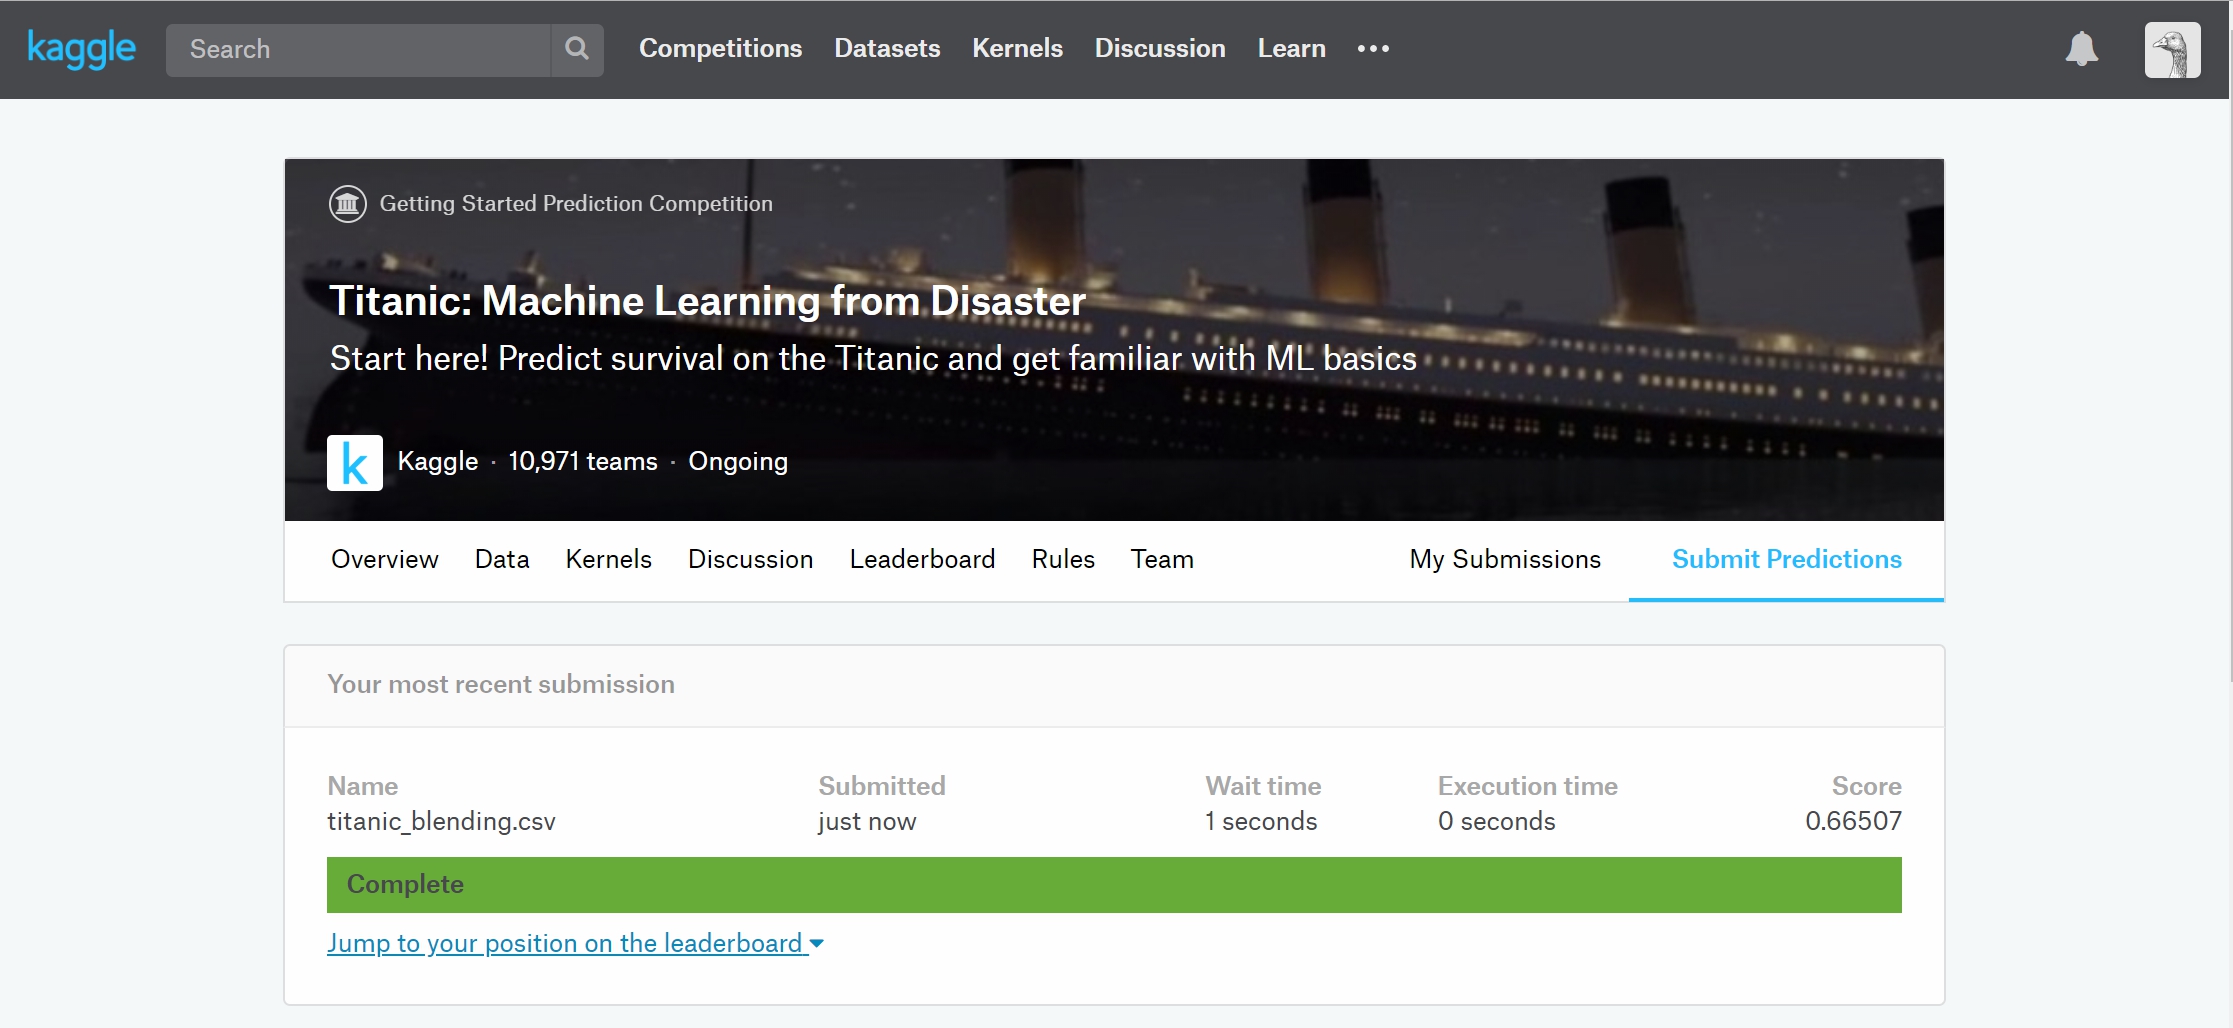 kaggle
Search
Competitions Datasets Kernels Discussion Learn •••
Getting Started Prediction Competition
Titanic: Machine Learning from Disaster
Start here! Predict survival on the Titanic and get familiar with ML basics
k
Kaggle · 10,971 teams · Ongoing
Overview Data Kernels Discussion Leaderboard Rules Team My Submissions Submit Predictions
Your most recent submission
Name Submitted Wait time Execution time Score
titanic_blending.csv just now 1 seconds 0 seconds 0.66507
Complete
Jump to your position on the leaderboard